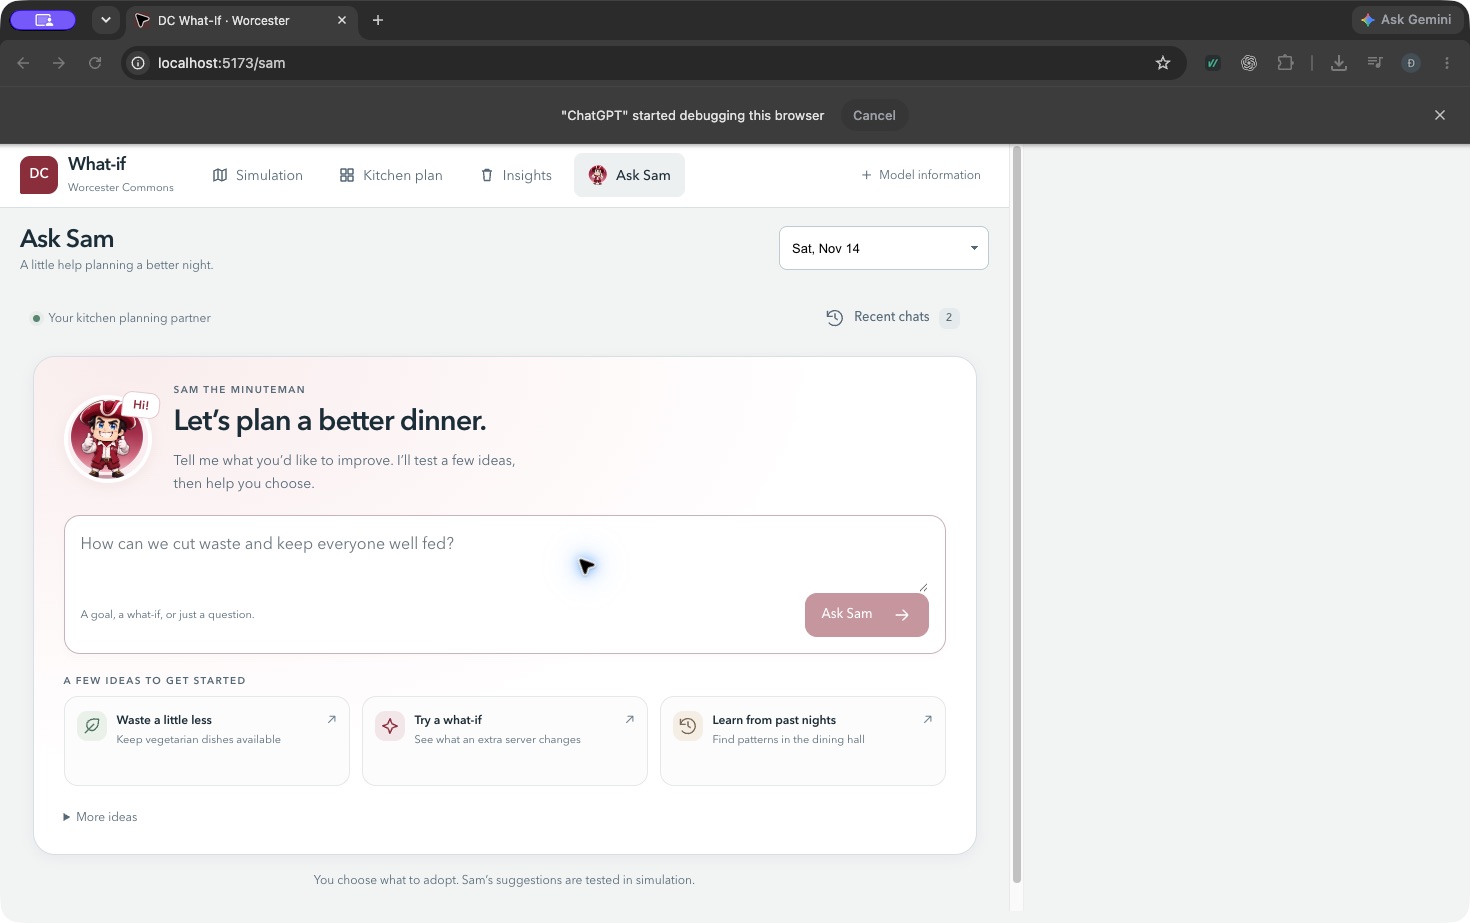 DC What-If · Worcester
Ask Gemini
localhost:5173/sam
Đ
"ChatGPT" started debugging this browser
Cancel
DC
What-if
Worcester Commons
Simulation
Kitchen plan
Insights
Ask Sam
Model information
Ask Sam
A little help planning a better night.
Sat, Nov 14
Your kitchen planning partner
Recent chats
2
Hi!
SAM THE MINUTEMAN
Let’s plan a better dinner.
Tell me what you’d like to improve. I’ll test a few ideas,
then help you choose.
How can we cut waste and keep everyone well fed?
A goal, a what-if, or just a question.
Ask Sam
A FEW IDEAS TO GET STARTED
Waste a little less
Keep vegetarian dishes available
Try a what-if
See what an extra server changes
Learn from past nights
Find patterns in the dining hall
More ideas
You choose what to adopt. Sam’s suggestions are tested in simulation.